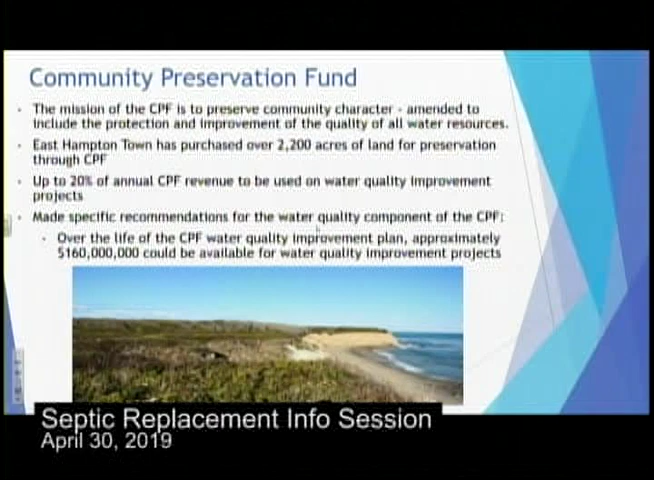 Community Preservation Fund
The mission of the CPF is to preserve community character - amended to
include the protection and improvement of the quality of all water resources.
East Hampton Town has purchased over 2,200 acres of land for preservation
through CPF
Up to 20% of annual CPF revenue to be used on water quality improvement
projects
Made specific recommendations for the water quality component of the CPF:
Over the life of the CPF water quality improvement plan, approximately
$160,000,000 could be available for water quality improvement projects
Septic Replacement Info Session
April 30, 2019